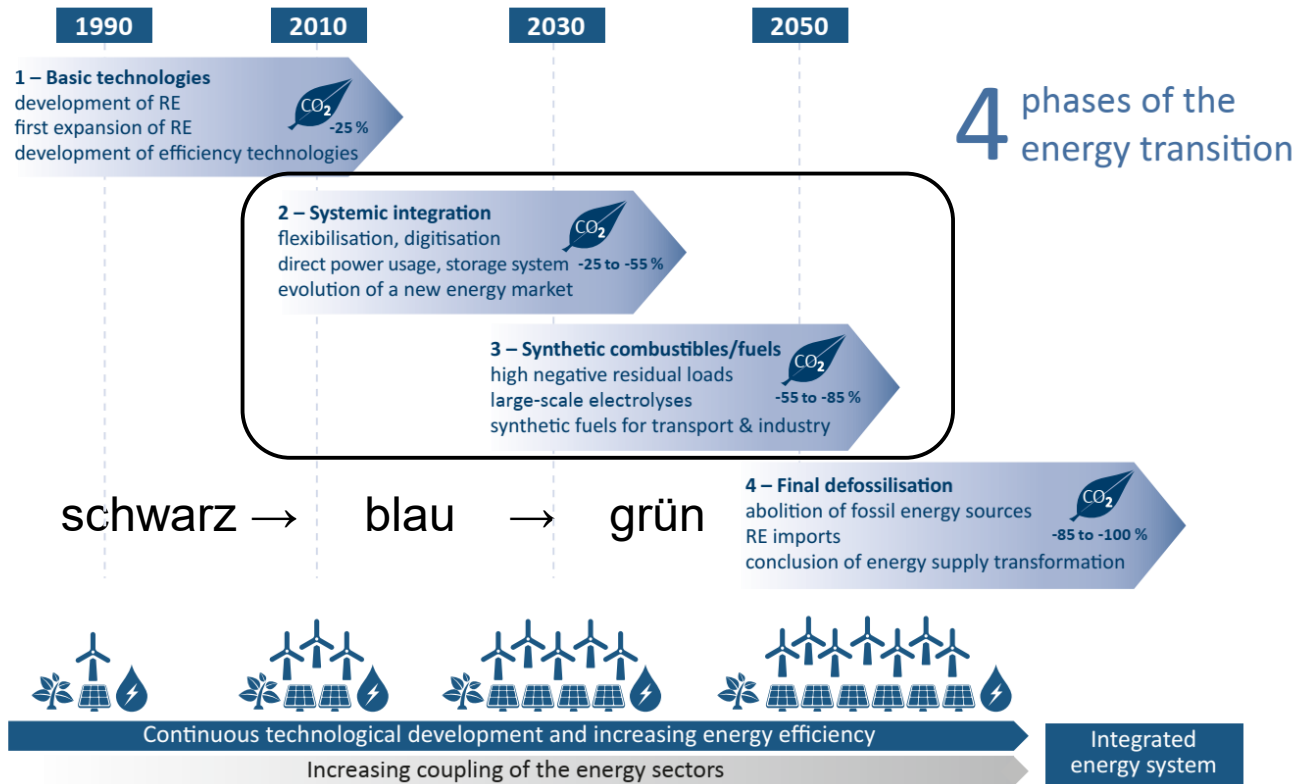 1990
2010
2030
2050
4 phases of the
energy transition
1 – Basic technologies
development of RE
first expansion of RE
development of efficiency technologies
CO2
-25 %
2 – Systemic integration
flexibilisation, digitisation
direct power usage, storage system
evolution of a new energy market
CO2
-25 to -55 %
3 – Synthetic combustibles/fuels
high negative residual loads
large-scale electrolyses
synthetic fuels for transport & industry
CO2
-55 to -85 %
schwarz → blau → grün
4 – Final defossilisation
abolition of fossil energy sources
RE imports
conclusion of energy supply transformation
CO2
-85 to -100 %
Continuous technological development and increasing energy efficiency
Increasing coupling of the energy sectors
Integrated
energy system